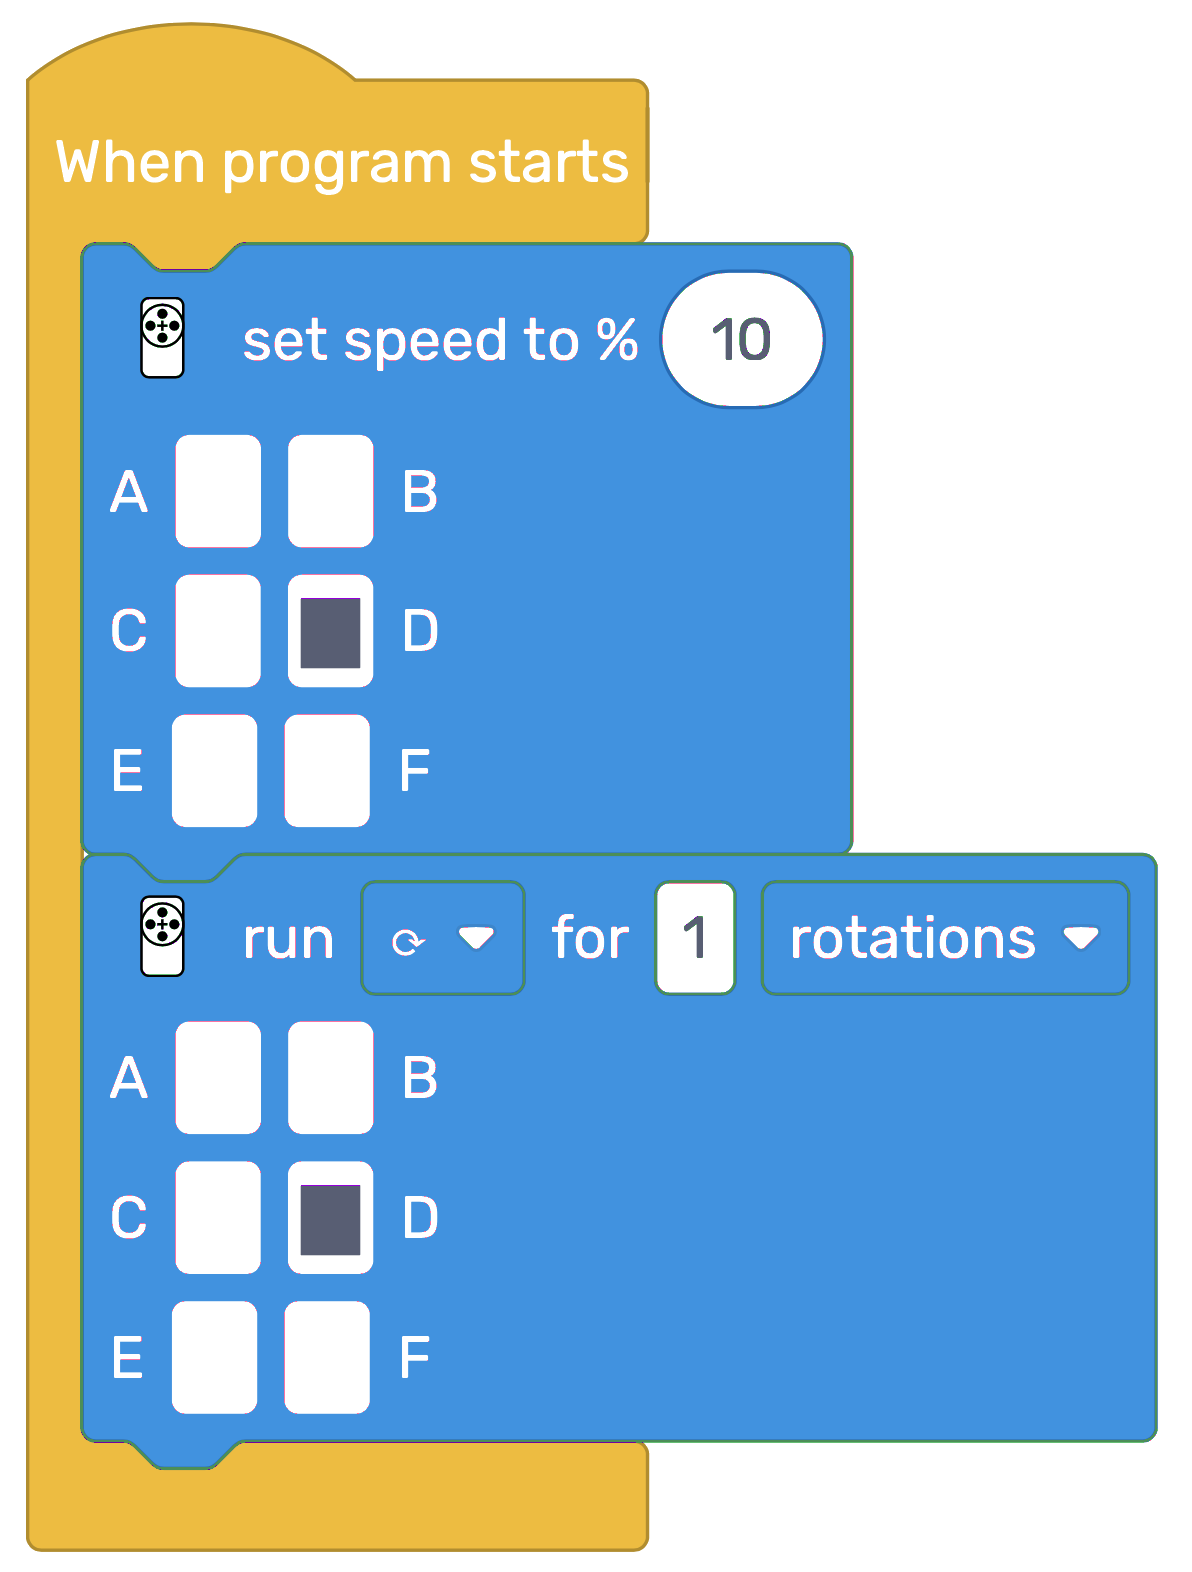 When program starts
set speed to % 10
A B
C D
E F
run ⟳ for 1 rotations
A B
C D
E F